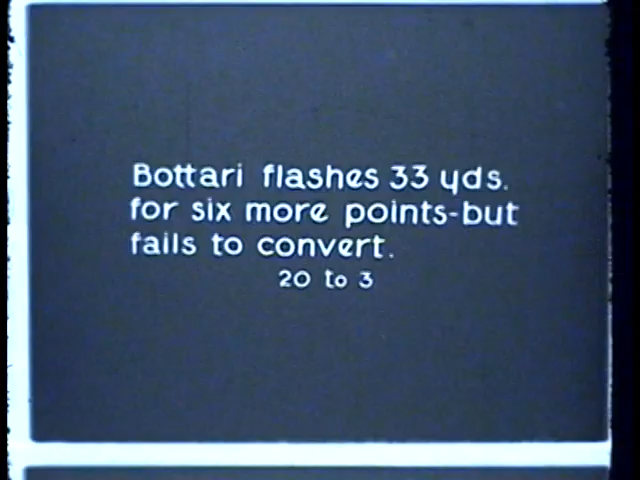 Bottari flashes 33 yds.
for six more points-but
fails to convert.
20 to 3